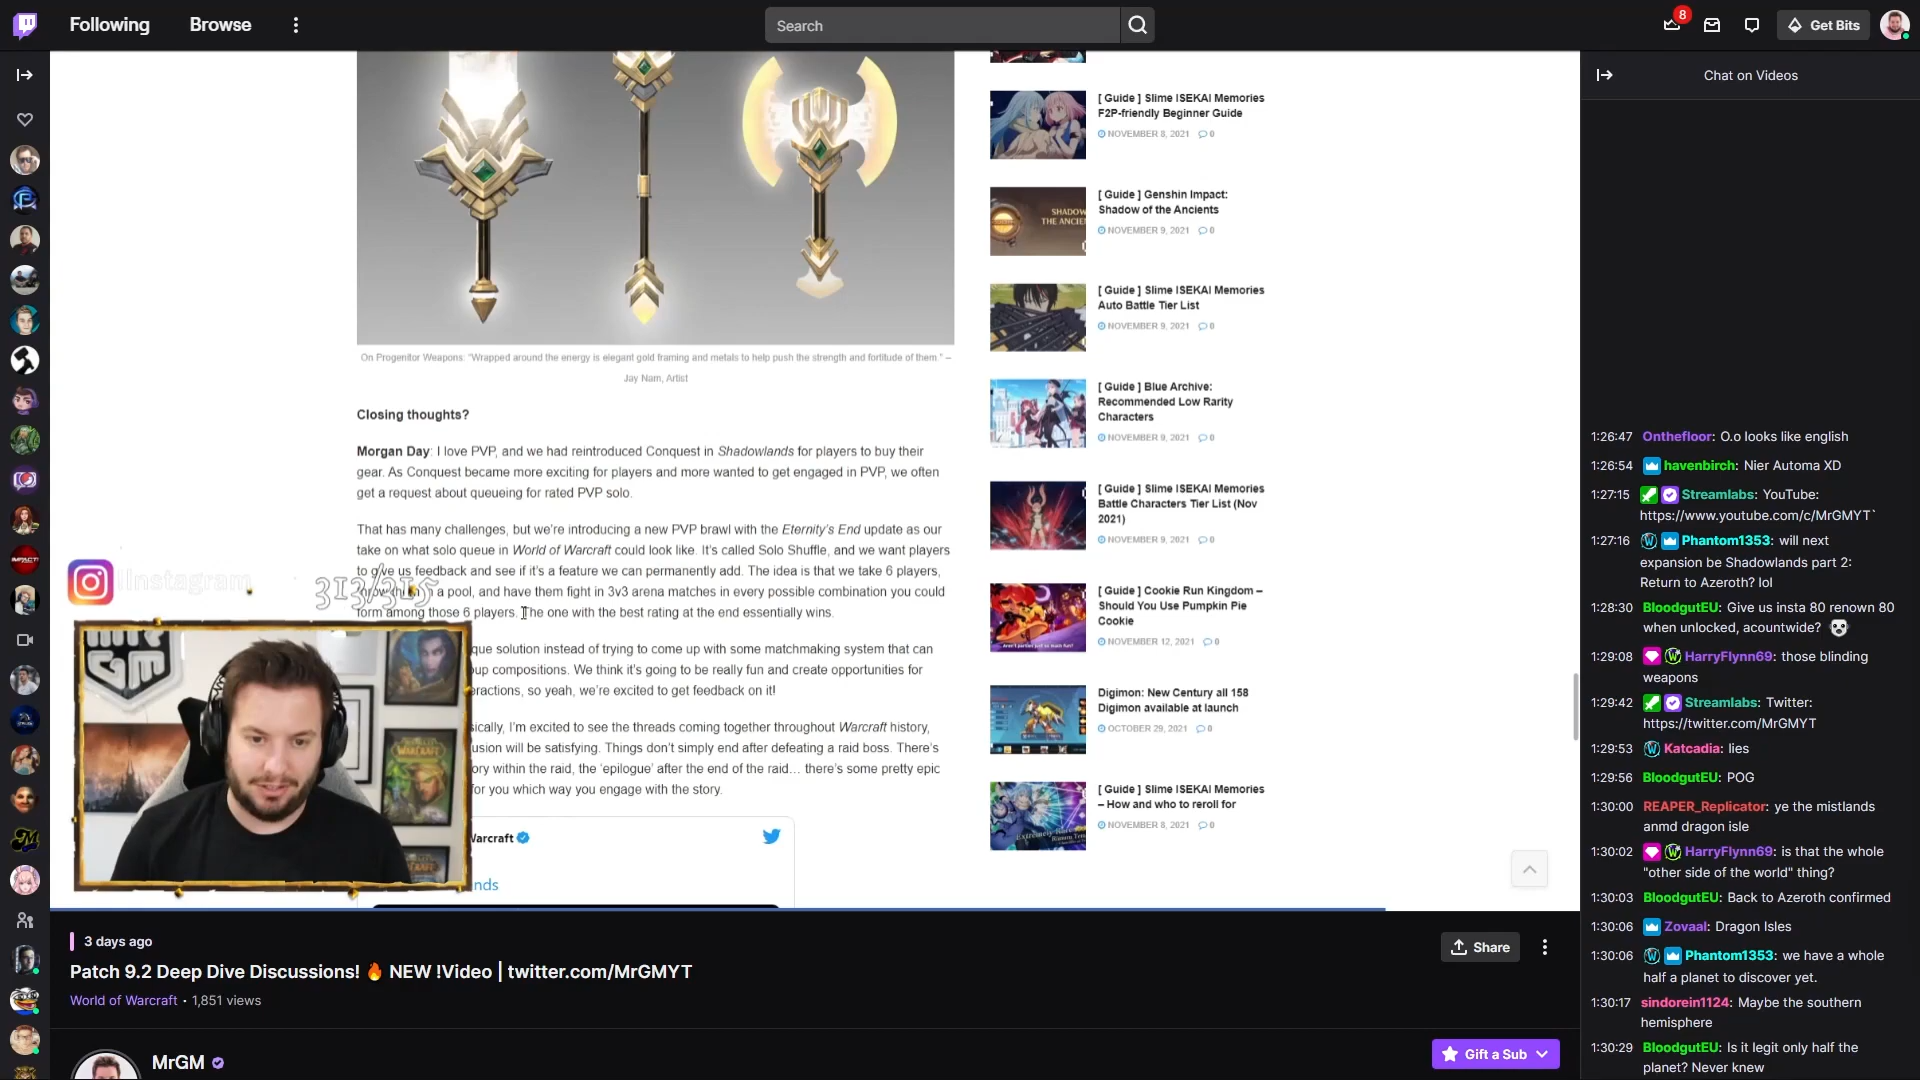 Following
Browse
Search
8
Get Bits
Chat on Videos
On Progenitor Weapons: "Wrapped around the energy is elegant gold framing and metals to help push the strength and fortitude of them." –
Jay Nam, Artist
Closing thoughts?
Morgan Day: I love PVP, and we had reintroduced Conquest in Shadowlands for players to buy their
gear. As Conquest became more exciting for players and more wanted to get engaged in PVP, we often
get a request about queueing for rated PVP solo.
That has many challenges, but we're introducing a new PVP brawl with the Eternity's End update as our
take on what solo queue in World of Warcraft could look like. It's called Solo Shuffle, and we want players
to give us feedback and see if it's a feature we can permanently add. The idea is that we take 6 players,
a pool, and have them fight in 3v3 arena matches in every possible combination you could
form among those 6 players. The one with the best rating at the end essentially wins.
que solution instead of trying to come up with some matchmaking system that can
up compositions. We think it's going to be really fun and create opportunities for
eractions, so yeah, we're excited to get feedback on it!
sically, I'm excited to see the threads coming together throughout Warcraft history,
usion will be satisfying. Things don't simply end after defeating a raid boss. There's
ory within the raid, the 'epilogue' after the end of the raid… there's some pretty epic
for you which way you engage with the story.
Warcraft
nds
Instagram
313/315
[ Guide ] Slime ISEKAI Memories
F2P-friendly Beginner Guide
NOVEMBER 8, 2021 0
SHADOW
THE ANCIEN
[ Guide ] Genshin Impact:
Shadow of the Ancients
NOVEMBER 9, 2021 0
[ Guide ] Slime ISEKAI Memories
Auto Battle Tier List
NOVEMBER 9, 2021 0
[ Guide ] Blue Archive:
Recommended Low Rarity
Characters
NOVEMBER 9, 2021 0
[ Guide ] Slime ISEKAI Memories
Battle Characters Tier List (Nov
2021)
NOVEMBER 9, 2021 0
[ Guide ] Cookie Run Kingdom –
Should You Use Pumpkin Pie
Cookie
NOVEMBER 12, 2021 0
Digimon: New Century all 158
Digimon available at launch
OCTOBER 29, 2021 0
[ Guide ] Slime ISEKAI Memories
– How and who to reroll for
NOVEMBER 8, 2021 0
3 days ago
Patch 9.2 Deep Dive Discussions! 🔥 NEW !Video | twitter.com/MrGMYT
World of Warcraft • 1,851 views
Share
MrGM
Gift a Sub
1:26:47 Onthefloor: O.o looks like english
1:26:54 havenbirch: Nier Automa XD
1:27:15 Streamlabs: YouTube:
https://www.youtube.com/c/MrGMYT`
1:27:16 Phantom1353: will next
expansion be Shadowlands part 2:
Return to Azeroth? lol
1:28:30 BloodgutEU: Give us insta 80 renown 80
when unlocked, acountwide?
1:29:08 HarryFlynn69: those blinding
weapons
1:29:42 Streamlabs: Twitter:
https://twitter.com/MrGMYT
1:29:53 Katcadia: lies
1:29:56 BloodgutEU: POG
1:30:00 REAPER_Replicator: ye the mistlands
anmd dragon isle
1:30:02 HarryFlynn69: is that the whole
"other side of the world" thing?
1:30:03 BloodgutEU: Back to Azeroth confirmed
1:30:06 Zovaal: Dragon Isles
1:30:06 Phantom1353: we have a whole
half a planet to discover yet.
1:30:17 sindorein1124: Maybe the southern
hemisphere
1:30:29 BloodgutEU: Is it legit only half the
planet? Never knew